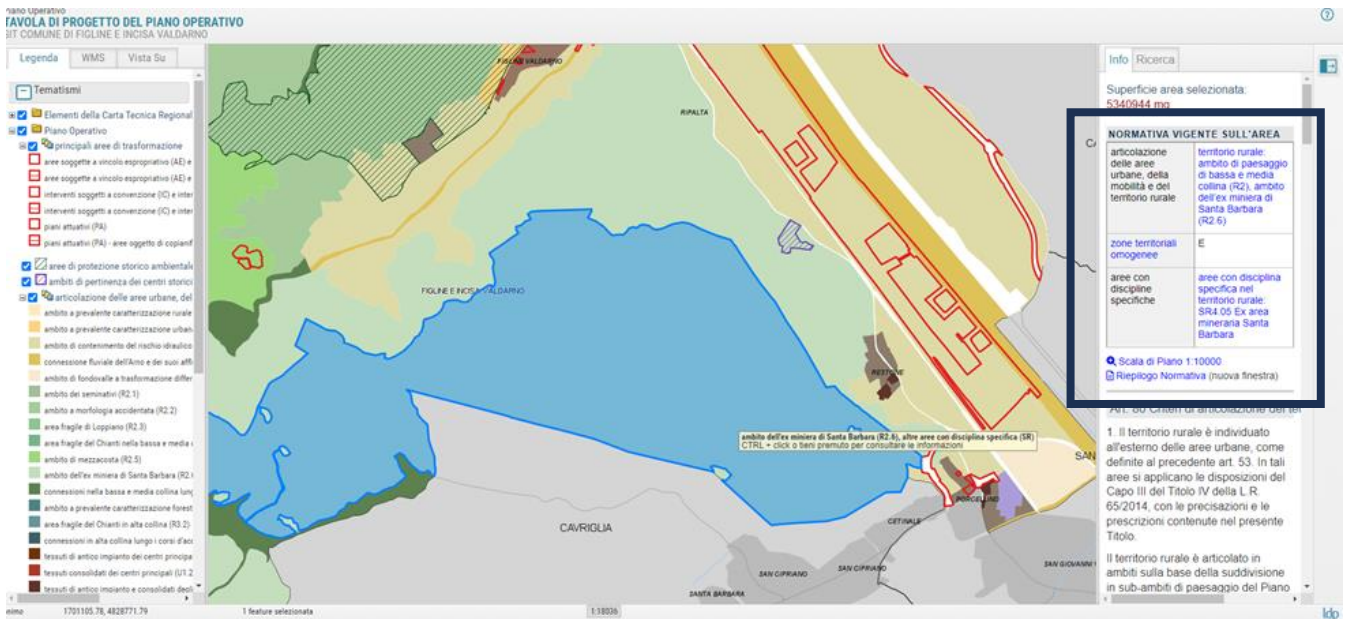 Piano Operativo
TAVOLA DI PROGETTO DEL PIANO OPERATIVO
SIT COMUNE DI FIGLINE E INCISA VALDARNO
Legenda WMS Vista Su
Tematismi
Elementi della Carta Tecnica Regional
Piano Operativo
principali aree di trasformazione
aree soggette a vincolo espropriativo (AE) e
aree soggette a vincolo espropriativo (AE) e
interventi soggetti a convenzione (IC) e inter
interventi soggetti a convenzione (IC) e inter
piani attuativi (PA)
piani attuativi (PA) - aree oggetto di copianif
aree di protezione storico ambientale
ambiti di pertinenza dei centri storici
articolazione delle aree urbane, del
ambito a prevalente caratterizzazione rurale
ambito a prevalente caratterizzazione urban
ambito di contenimento del rischio idraulico
connessione fluviale dell'Arno e dei suoi affl
ambito di fondovalle a trasformazione differ
ambito dei seminativi (R2.1)
ambito a morfologia accidentata (R2.2)
area fragile di Loppiano (R2.3)
area fragile del Chianti nella bassa e media
ambito di mezzacosta (R2.5)
ambito dell'ex miniera di Santa Barbara (R2.
connessioni nella bassa e media collina lung
ambito a prevalente caratterizzazione forest
area fragile del Chianti in alta collina (R3.2)
connessioni in alta collina lungo i corsi d'acc
tessuti di antico impianto dei centri principa
tessuti consolidati dei centri principali (U1.2
tessuti di antico impianto e consolidati degli
1701105.78, 4828771.79
1 feature selezionata
1:18036
FIGLINE VALDARNO
RIPALTA
FIGLINE E INCISA VALDARNO
RESTONE
ambito dell'ex miniera di Santa Barbara (R2.6), altre aree con disciplina specifica (SR)
CTRL + click o tieni premuto per consultare le informazioni
SAN
PORCELLINO
CETINALE
CAVRIGLIA
SAN CIPRIANO
SAN CIPRIANO
SAN GIOVANNI
SANTA BARBARA
Info Ricerca
Superficie area
selezionata:
5340944 mq
NORMATIVA VIGENTE SULL'AREA
articolazione
delle aree
urbane, della
mobilità e del
territorio rurale
territorio rurale:
ambito di paesaggio
di bassa e media
collina (R2), ambito
dell'ex miniera di
Santa Barbara
(R2.6)
zone territoriali
omogenee
E
aree con
discipline
specifiche
aree con disciplina
specifica nel
territorio rurale:
SR4.05 Ex area
mineraria Santa
Barbara
Scala di Piano 1:10000
Riepilogo Normativa (nuova finestra)
Art. 80 Criteri di articolazione del ter
1. Il territorio rurale è individuato
all'esterno delle aree urbane, come
definite al precedente art. 53. In tali
aree si applicano le disposizioni del
Capo III del Titolo IV della L.R.
65/2014, con le precisazioni e le
prescrizioni contenute nel presente
Titolo.
Il territorio rurale è articolato in
ambiti sulla base della suddivisione
in sub-ambiti di paesaggio del Piano
ldp